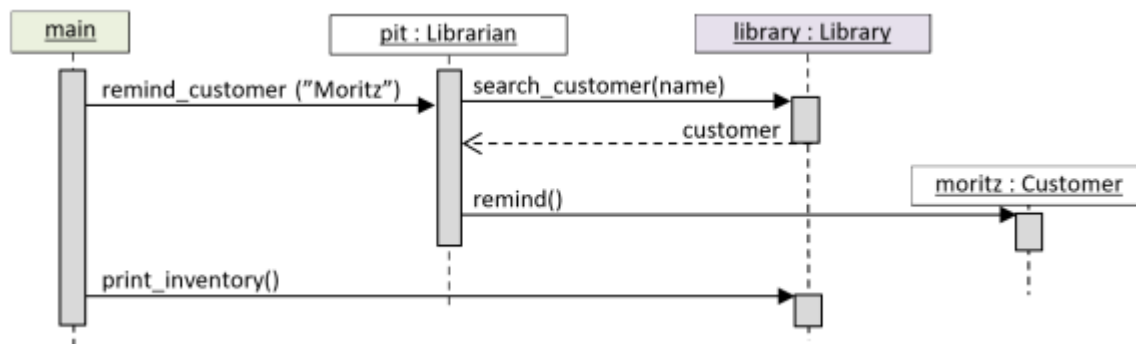 main
pit : Librarian
library : Library
remind_customer (”Moritz”)
search_customer(name)
customer
moritz : Customer
remind()
print_inventory()